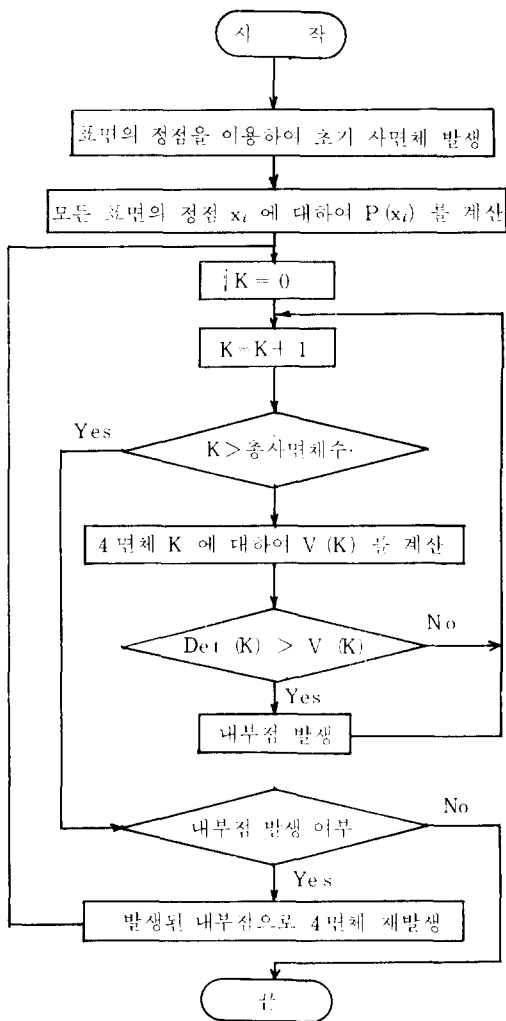 시 작
표면의 정점을 이용하여 초기 사면체 발생
모든 표면의 정점 xᵢ 에 대하여 P(xᵢ) 를 계산
K = 0
K=K+1
Yes
K>총사면체수
4면체 K 에 대하여 V(K) 를 계산
Det (K) > V (K)
No
Yes
내부점 발생
내부점 발생 여부
No
Yes
발생된 내부점으로 4면체 재발생
끝